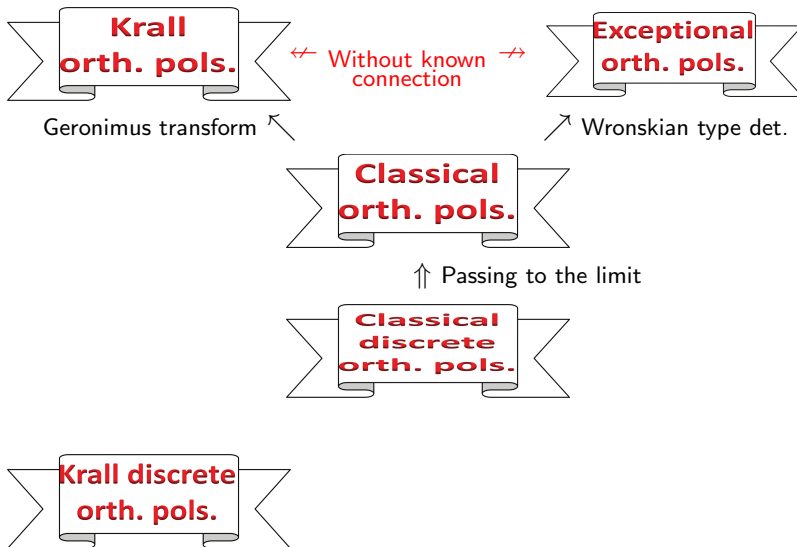 Krall
orth. pols.
↚ Without known ↛
connection
Exceptional
orth. pols.
Geronimus transform ↖
↗ Wronskian type det.
Classical
orth. pols.
⇑ Passing to the limit
Classical
discrete
orth. pols.
Krall discrete
orth. pols.